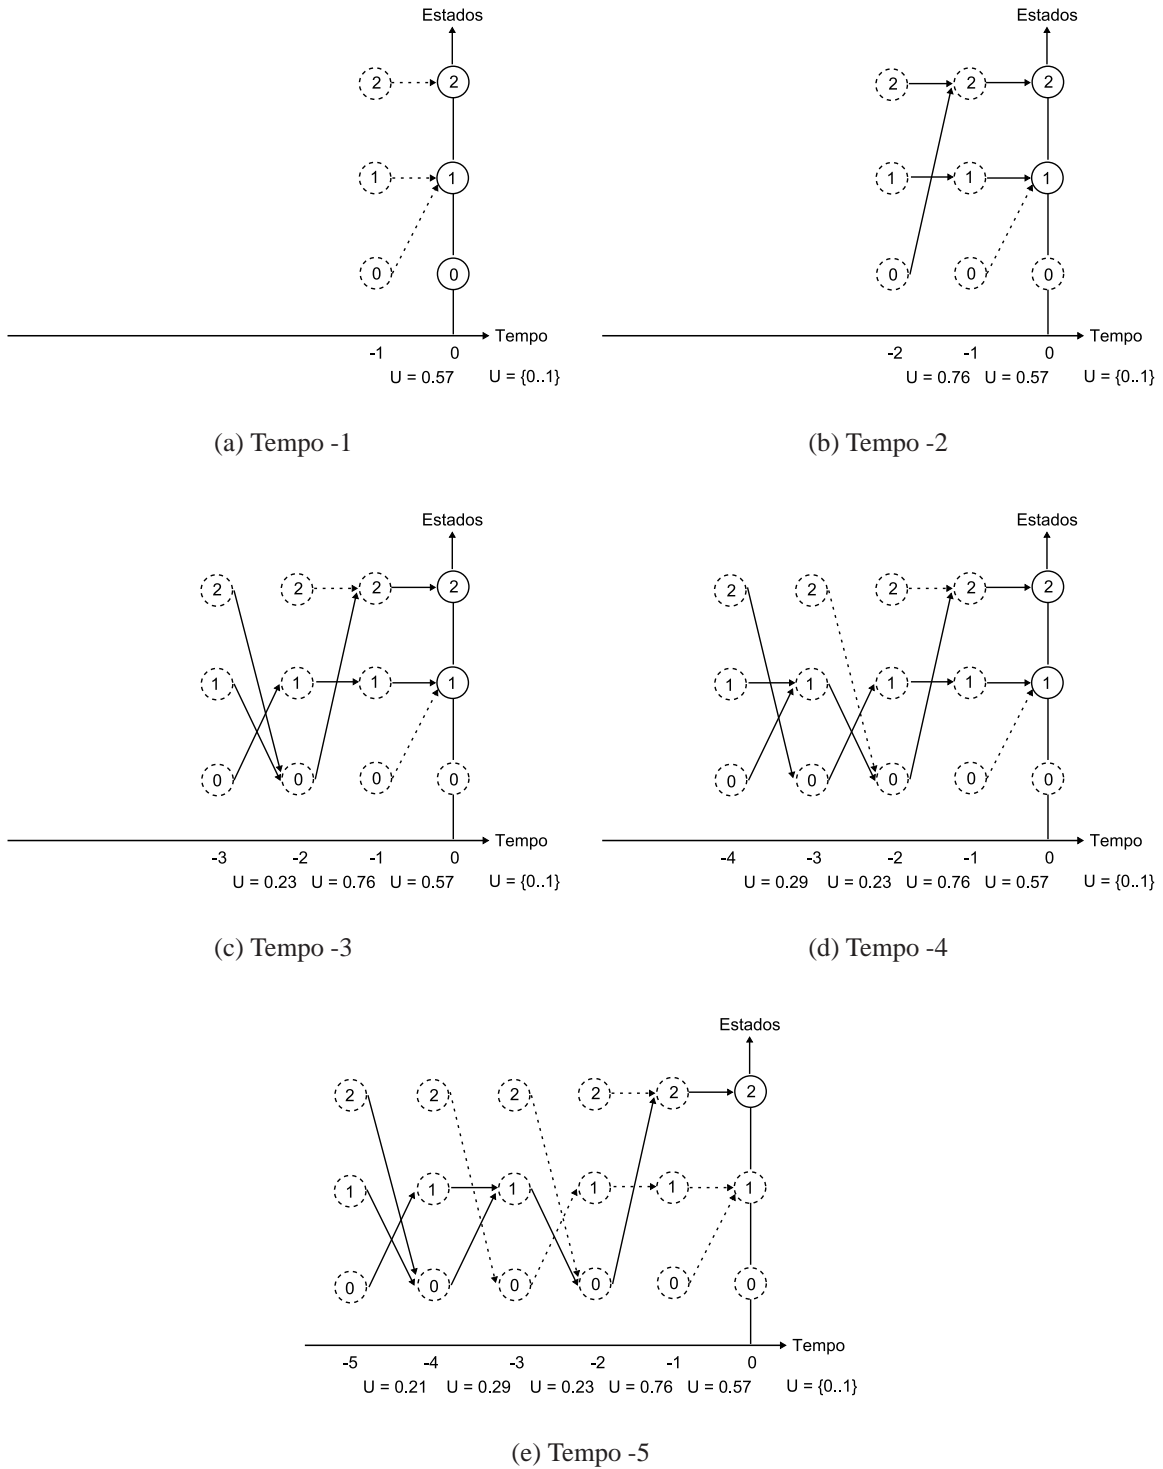 Estados
2 2
1 1
0 0
Tempo
-1 0
U = 0.57 U = {0..1}
(a) Tempo -1
Estados
2 2 2
1 1 1
0 0 0
Tempo
-2 -1 0
U = 0.76 U = 0.57 U = {0..1}
(b) Tempo -2
Estados
2 2 2 2
1 1 1 1
0 0 0 0
Tempo
-3 -2 -1 0
U = 0.23 U = 0.76 U = 0.57 U = {0..1}
(c) Tempo -3
Estados
2 2 2 2 2
1 1 1 1 1
0 0 0 0 0
Tempo
-4 -3 -2 -1 0
U = 0.29 U = 0.23 U = 0.76 U = 0.57 U = {0..1}
(d) Tempo -4
Estados
2 2 2 2 2 2
1 1 1 1 1 1
0 0 0 0 0 0
Tempo
-5 -4 -3 -2 -1 0
U = 0.21 U = 0.29 U = 0.23 U = 0.76 U = 0.57 U = {0..1}
(e) Tempo -5